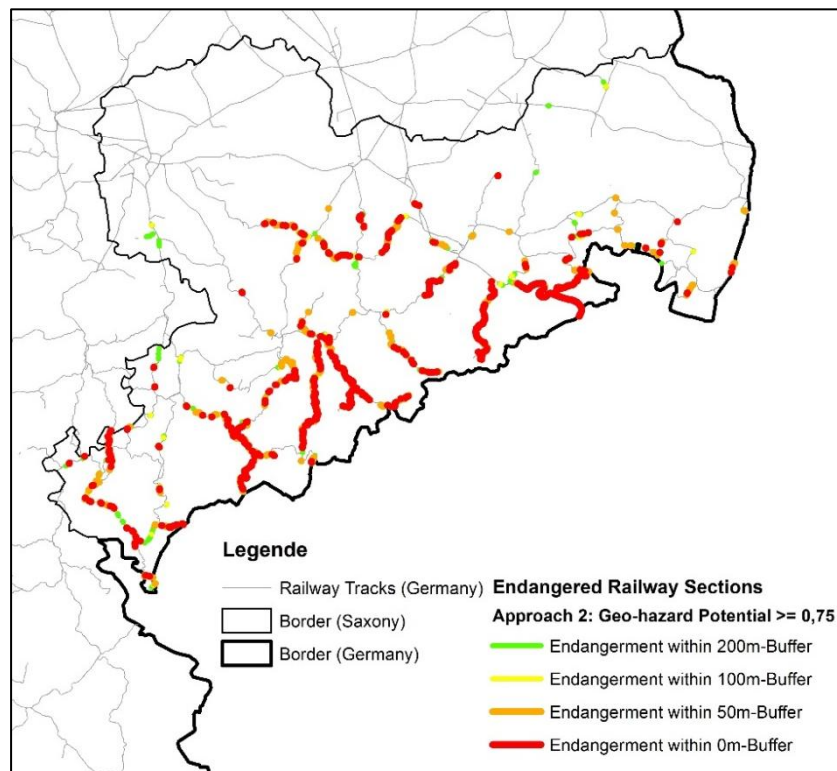 Legende
Railway Tracks (Germany)
Border (Saxony)
Border (Germany)
Endangered Railway Sections
Approach 2: Geo-hazard Potential >= 0,75
Endangerment within 200m-Buffer
Endangerment within 100m-Buffer
Endangerment within 50m-Buffer
Endangerment within 0m-Buffer